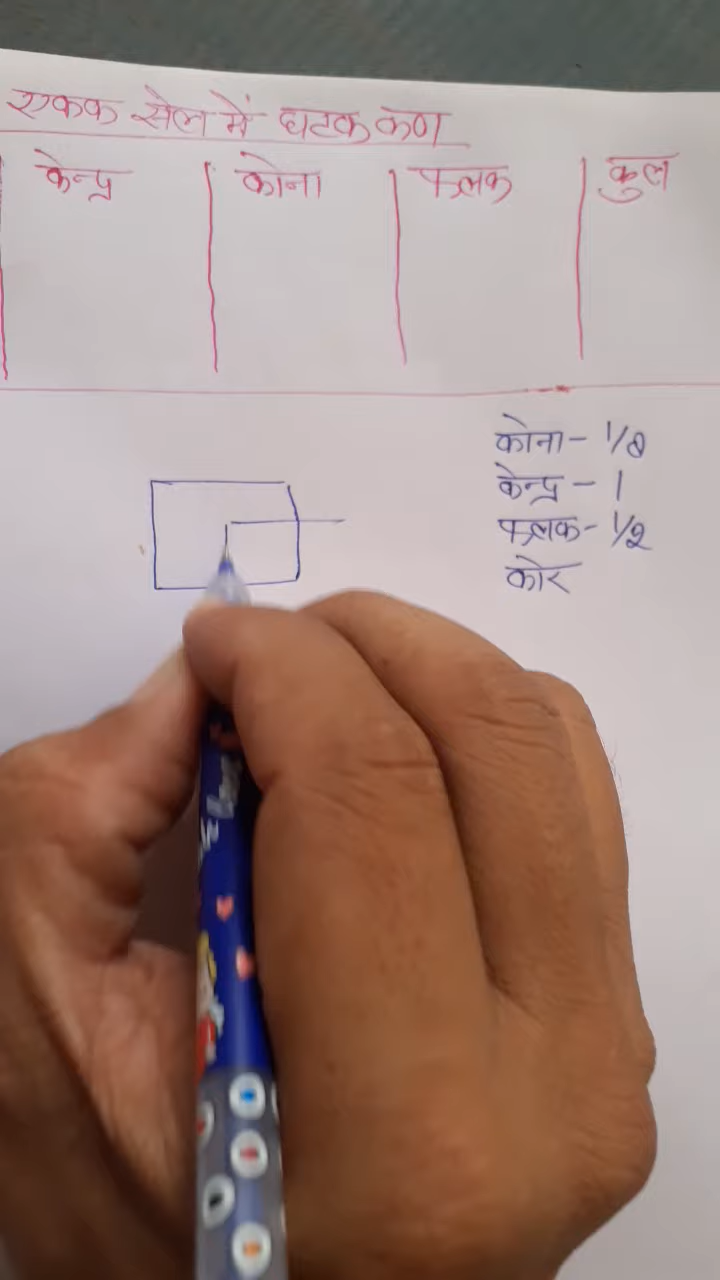 एकक सेल में घटक कण
केन्द्र कोना फलक कुल
कोना - 1/8
केन्द्र - 1
फलक - 1/2
कोर